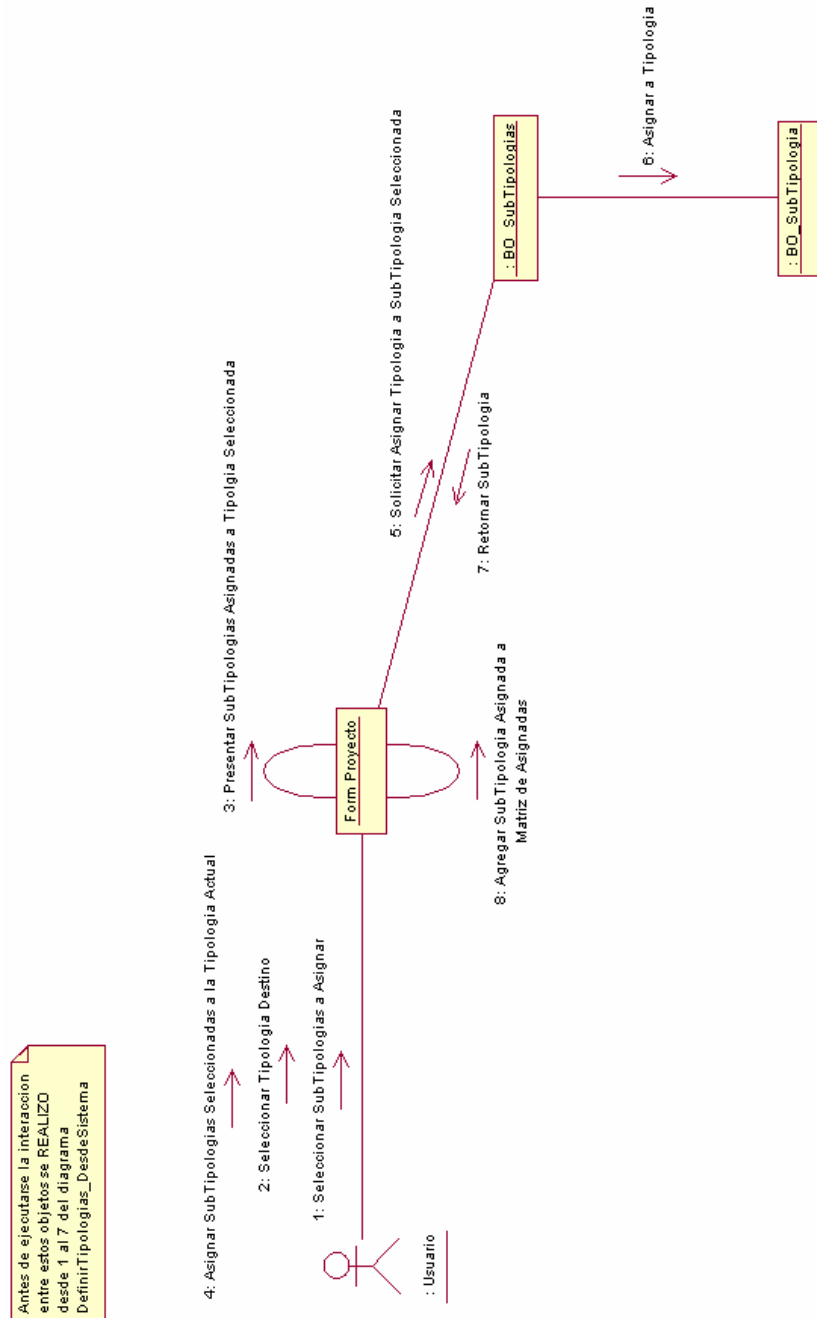 Antes de ejecutarse la interaccion
entre estos objetos se REALIZO
desde 1 al 7 del diagrama
DefinirTipologias_DesdeSistema
4: Asignar SubTipologias Seleccionadas a la Tipologia Actual
2: Seleccionar Tipologia Destino
1: Seleccionar SubTipologias a Asignar
: Usuario
3: Presentar SubTipologias Asignadas a Tipolgia Seleccionada
Form Proyecto
8: Agregar SubTipologia Asignada a
Matriz de Asignadas
5: Solicitar Asignar Tipologia a SubTipologia Seleccionada
7: Retornar SubTipologia
: BO_SubTipologias
6: Asignar a Tipologia
: BO_SubTipologia